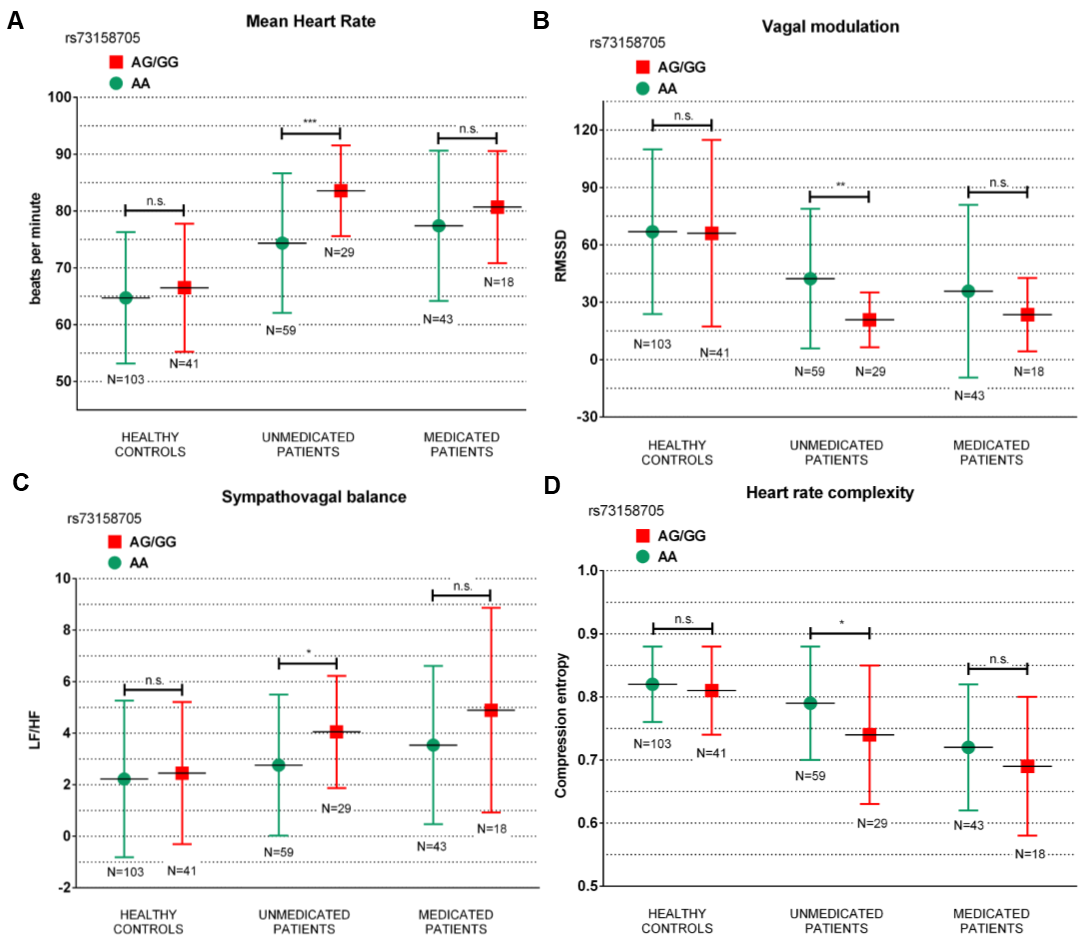 A
Mean Heart Rate
rs73158705
AG/GG
AA
beats per minute
100
90
80
70
60
50
n.s.
***
n.s.
N=103
N=41
N=59
N=29
N=43
N=18
HEALTHY
CONTROLS
UNMEDICATED
PATIENTS
MEDICATED
PATIENTS
B
Vagal modulation
rs73158705
AG/GG
AA
RMSSD
120
90
60
30
0
-30
n.s.
**
n.s.
N=103
N=41
N=59
N=29
N=43
N=18
HEALTHY
CONTROLS
UNMEDICATED
PATIENTS
MEDICATED
PATIENTS
C
Sympathovagal balance
rs73158705
AG/GG
AA
LF/HF
10
8
6
4
2
0
-2
n.s.
*
n.s.
N=103
N=41
N=59
N=29
N=43
N=18
HEALTHY
CONTROLS
UNMEDICATED
PATIENTS
MEDICATED
PATIENTS
D
Heart rate complexity
rs73158705
AG/GG
AA
Compression entropy
1.0
0.9
0.8
0.7
0.6
0.5
n.s.
*
n.s.
N=103
N=41
N=59
N=29
N=43
N=18
HEALTHY
CONTROLS
UNMEDICATED
PATIENTS
MEDICATED
PATIENTS